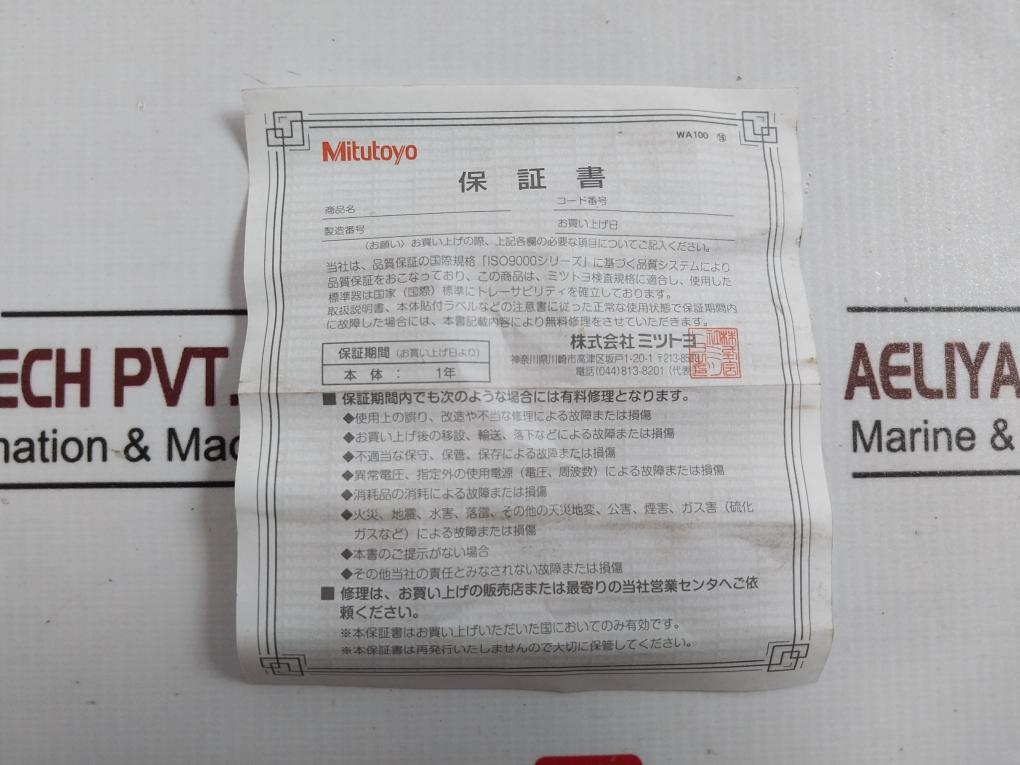 WA100 ⑯
Mitutoyo
保証書
商品名
コード番号
製造番号
お買い上げ日
〈お願い〉お買い上げの際、上記各欄の必要な項目についてご記入ください。
当社は、品質保証の国際規格「ISO9000シリーズ」に基づく品質システムにより
品質保証をおこなっており、この商品は、ミツトヨ検査規格に適合し、使用した
標準器は国家（国際）標準にトレーサビリティを確立しております。
取扱説明書、本体貼付ラベルなどの注意書に従った正常な使用状態で保証期間内
に故障した場合には、本書記載内容により無料修理をさせていただきます。
株式会社 ミツトヨ
神奈川県川崎市高津区坂戸1-20-1 〒213-85
電話(044)813-8201 (代表
保証期間（お買い上げ日より）
本体： 1年
■ 保証期間内でも次のような場合には有料修理となります。
◆使用上の誤り、改造や不当な修理による故障または損傷
◆お買い上げ後の移設、輸送、落下などによる故障または損傷
◆不適当な保守、保管、保存による故障または損傷
◆異常電圧、指定外の使用電源（電圧、周波数）による故障または損傷
◆消耗品の消耗による故障または損傷
◆火災、地震、水害、落雷、その他の天災地変、公害、煙害、ガス害（硫化
ガスなど）による故障または損傷
◆本書のご提示がない場合
◆その他当社の責任とみなされない故障または損傷
■ 修理は、お買い上げの販売店または最寄りの当社営業センタへご依
頼ください。
※本保証書はお買い上げいただいた国においてのみ有効です。
※本保証書は再発行いたしませんので大切に保管してください。
ECH PVT.
mation & Mac
AELIYA
Marine &